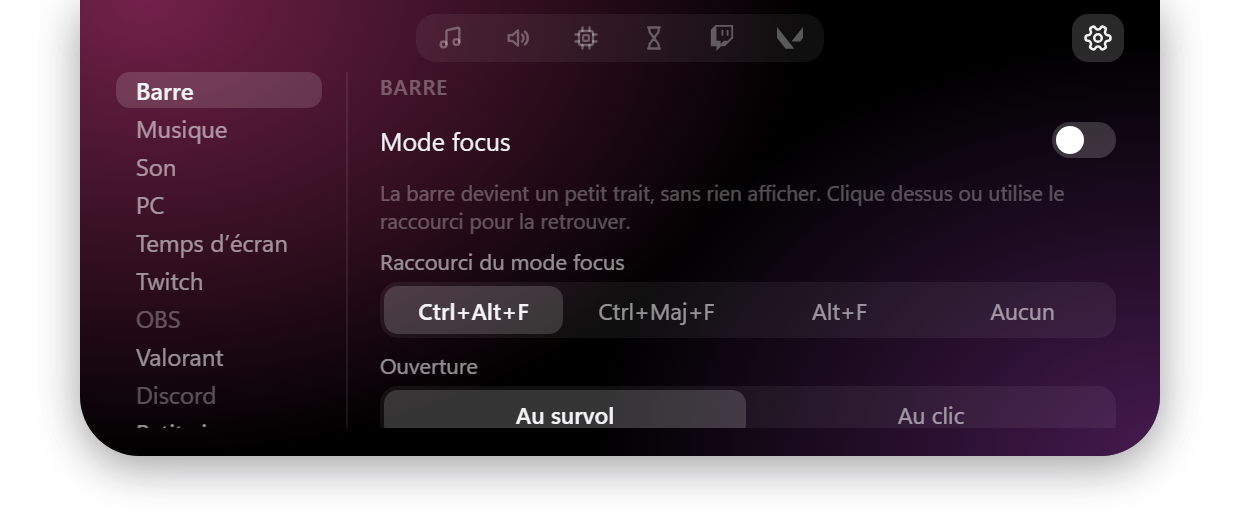 BARRE
Barre
Mode focus
Musique
Son
La barre devient un petit trait, sans rien afficher. Clique dessus ou utilise le
raccourci pour la retrouver.
PC
Temps d’écran
Raccourci du mode focus
Twitch
Ctrl+Alt+F
Ctrl+Maj+F
Alt+F
Aucun
OBS
Valorant
Ouverture
Discord
Au survol
Au clic